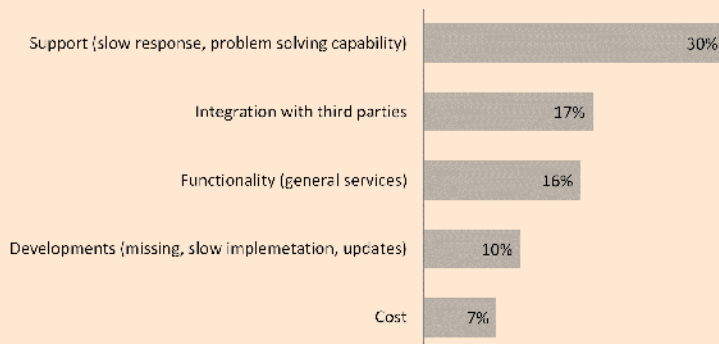 Support (slow response, problem solving capability) 30%
Integration with third parties 17%
Functionality (general services) 16%
Developments (missing, slow implemetation, updates) 10%
Cost 7%